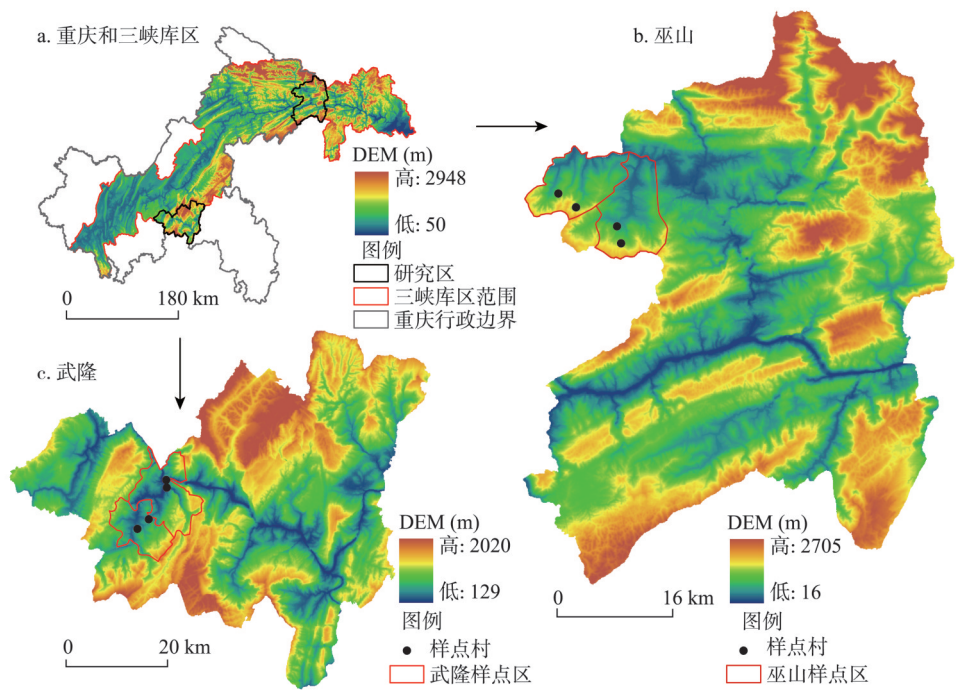 a. 重庆和三峡库区
DEM (m)
高: 2948
低: 50
图例
研究区
三峡库区范围
重庆行政边界
0 180 km
b. 巫山
DEM (m)
高: 2705
低: 16
图例
样点村
巫山样点区
0 16 km
c. 武隆
DEM (m)
高: 2020
低: 129
图例
样点村
武隆样点区
0 20 km